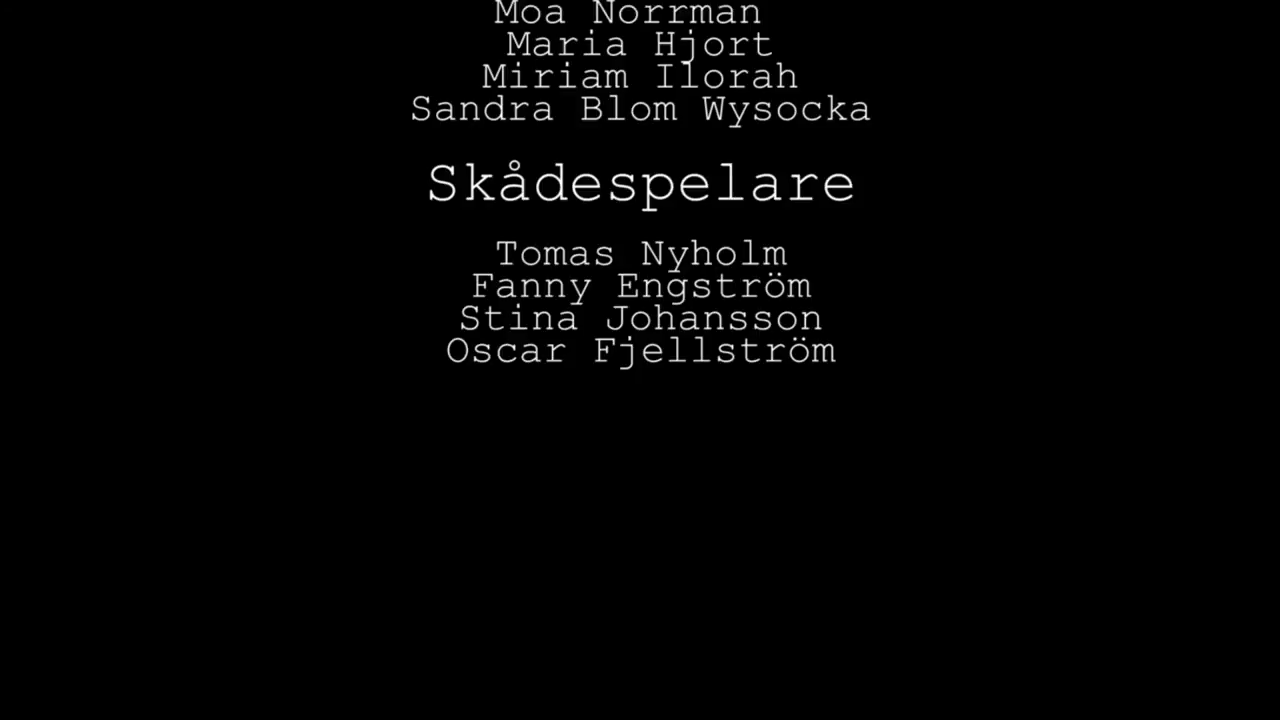 Moa Norrman
Maria Hjort
Miriam Ilorah
Sandra Blom Wysocka
Skådespelare
Tomas Nyholm
Fanny Engström
Stina Johansson
Oscar Fjellström